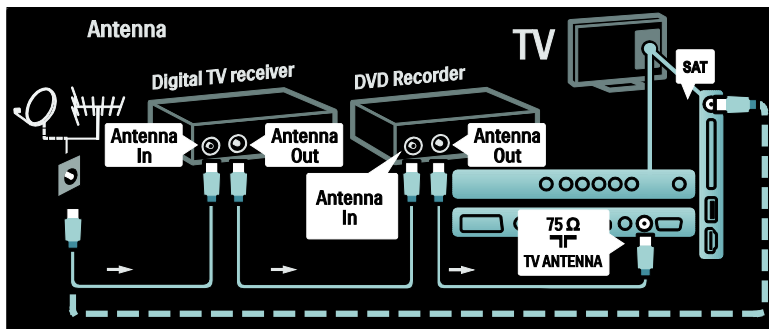 Antenna
TV
SAT
Digital TV receiver
DVD Recorder
Antenna
In
Antenna
Out
Antenna
Out
Antenna
In
75 Ω
TV ANTENNA